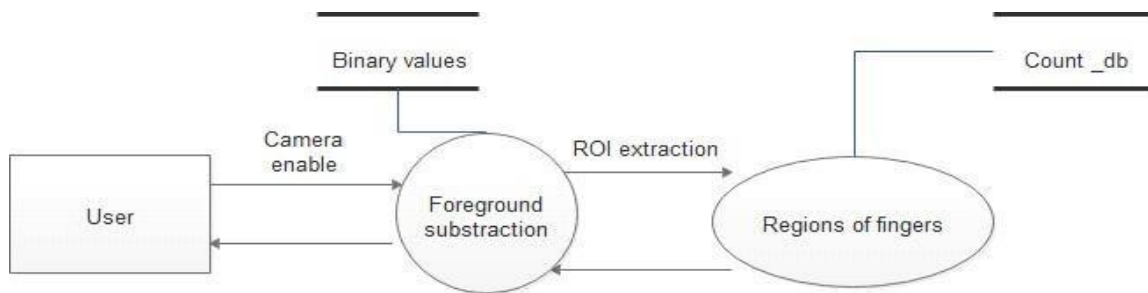 Binary values
Count _db
Camera
enable
ROI extraction
User
Foreground
substraction
Regions of fingers